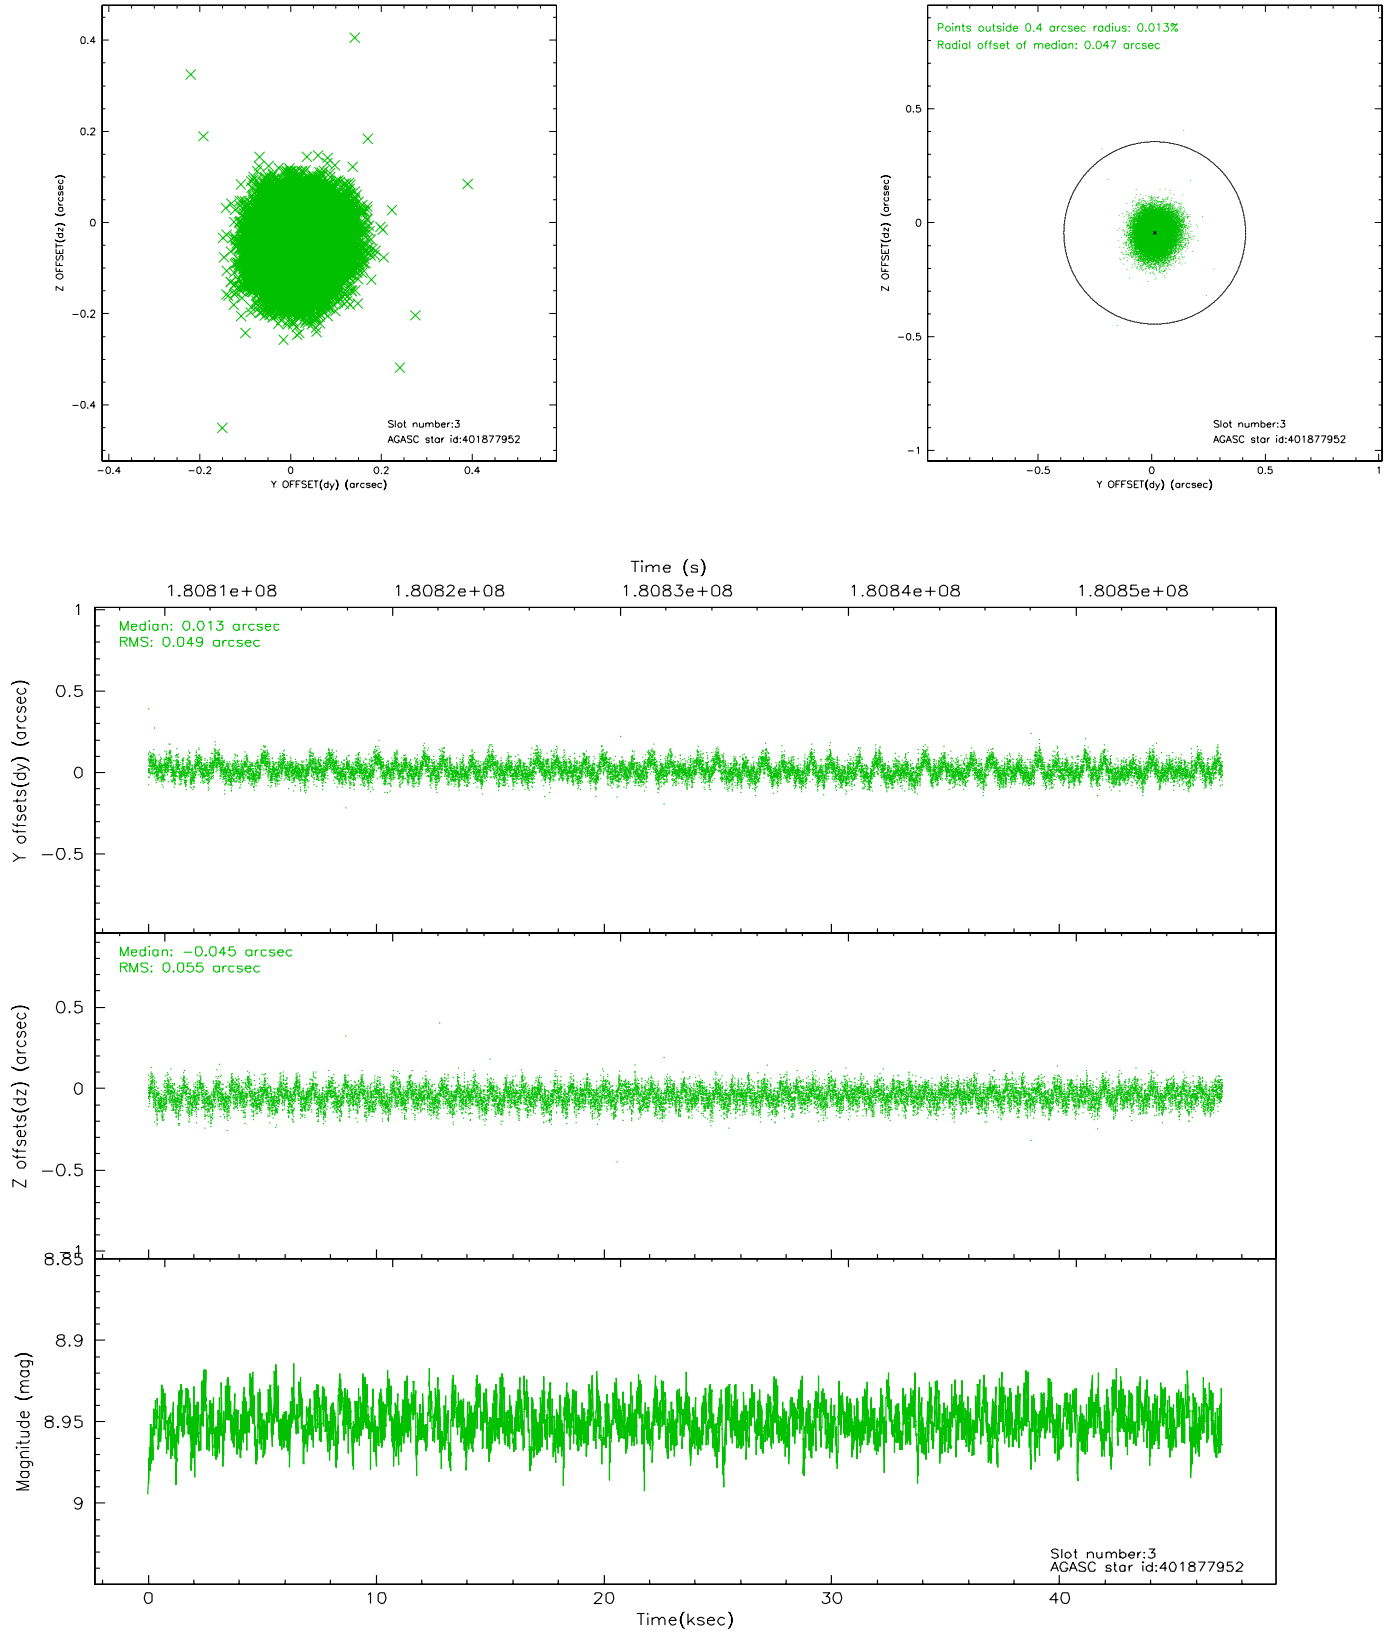 0.4
0.2
0
−0.2
−0.4
−0.4 −0.2 0 0.2 0.4
Z OFFSET(dz) (arcsec)
Y OFFSET(dy) (arcsec)
Slot number:3
AGASC star id:401877952
Points outside 0.4 arcsec radius: 0.013%
Radial offset of median: 0.047 arcsec
0.5
0
−0.5
−1
−0.5 0 0.5 1
Z OFFSET(dz) (arcsec)
Y OFFSET(dy) (arcsec)
Slot number:3
AGASC star id:401877952
Time (s)
1.8081e+08 1.8082e+08 1.8083e+08 1.8084e+08 1.8085e+08
Median: 0.013 arcsec
RMS: 0.049 arcsec
1
0.5
0
−0.5
Y offsets(dy) (arcsec)
Median: −0.045 arcsec
RMS: 0.055 arcsec
0.5
0
−0.5
−1
Z offsets(dz) (arcsec)
8.85
8.9
8.95
9
Magnitude (mag)
Slot number:3
AGASC star id:401877952
0 10 20 30 40
Time(ksec)